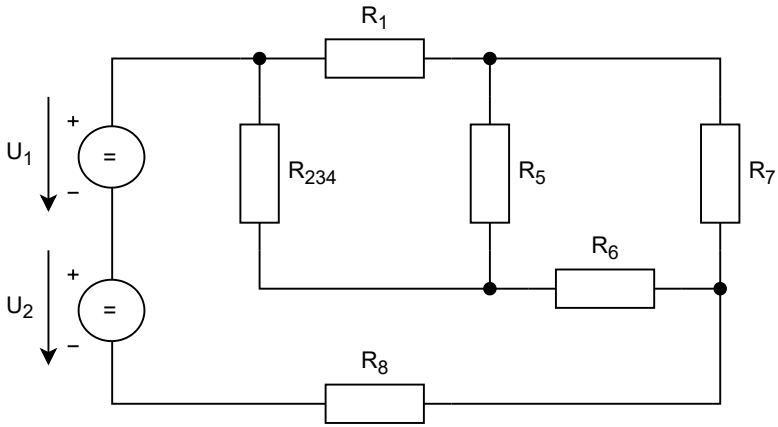 R1
+
U1
=
R234
R5
R7
−
R6
+
U2
=
−
R8